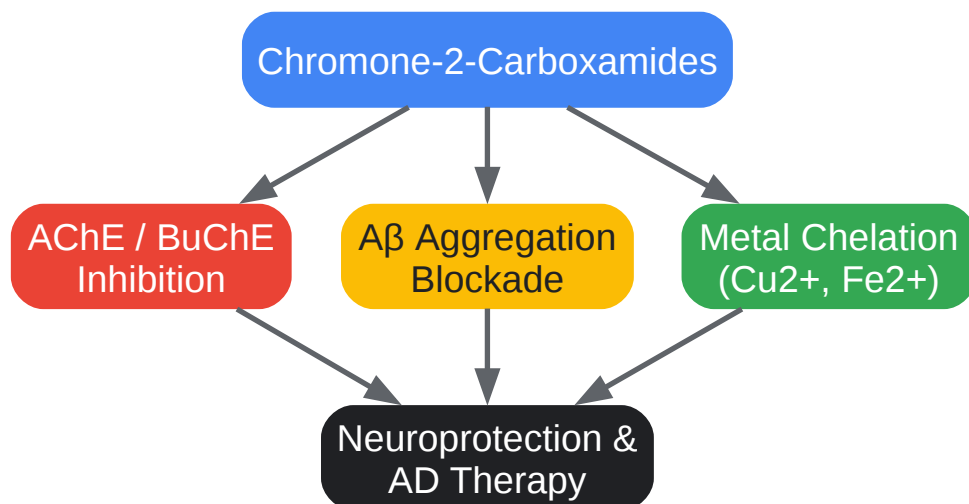 Chromone-2-Carboxamides
AChE / BuChE
Inhibition
Aβ Aggregation
Blockade
Metal Chelation
(Cu2+, Fe2+)
Neuroprotection &
AD Therapy